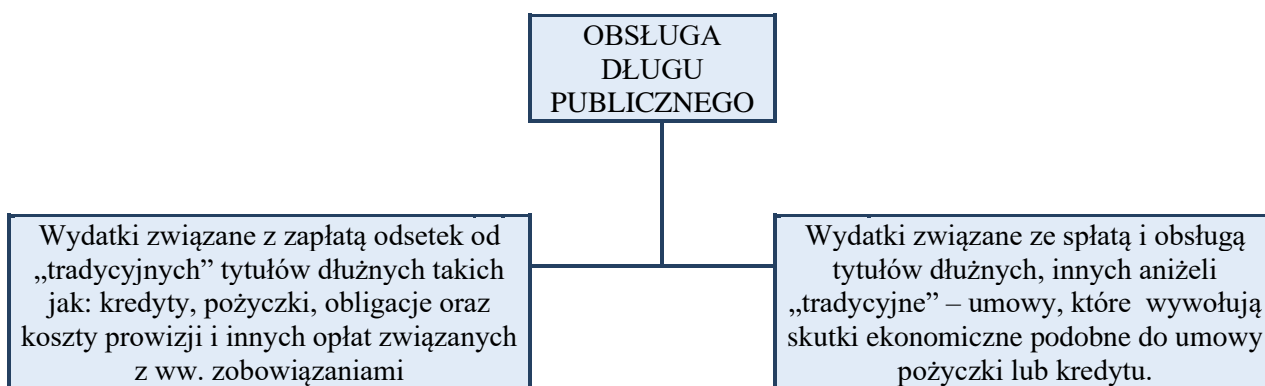 OBSŁUGA
DŁUGU
PUBLICZNEGO
Wydatki związane z zapłatą odsetek od
„tradycyjnych” tytułów dłużnych takich
jak: kredyty, pożyczki, obligacje oraz
koszty prowizji i innych opłat związanych
z ww. zobowiązaniami
Wydatki związane ze spłatą i obsługą
tytułów dłużnych, innych aniżeli
„tradycyjne” – umowy, które wywołują
skutki ekonomiczne podobne do umowy
pożyczki lub kredytu.